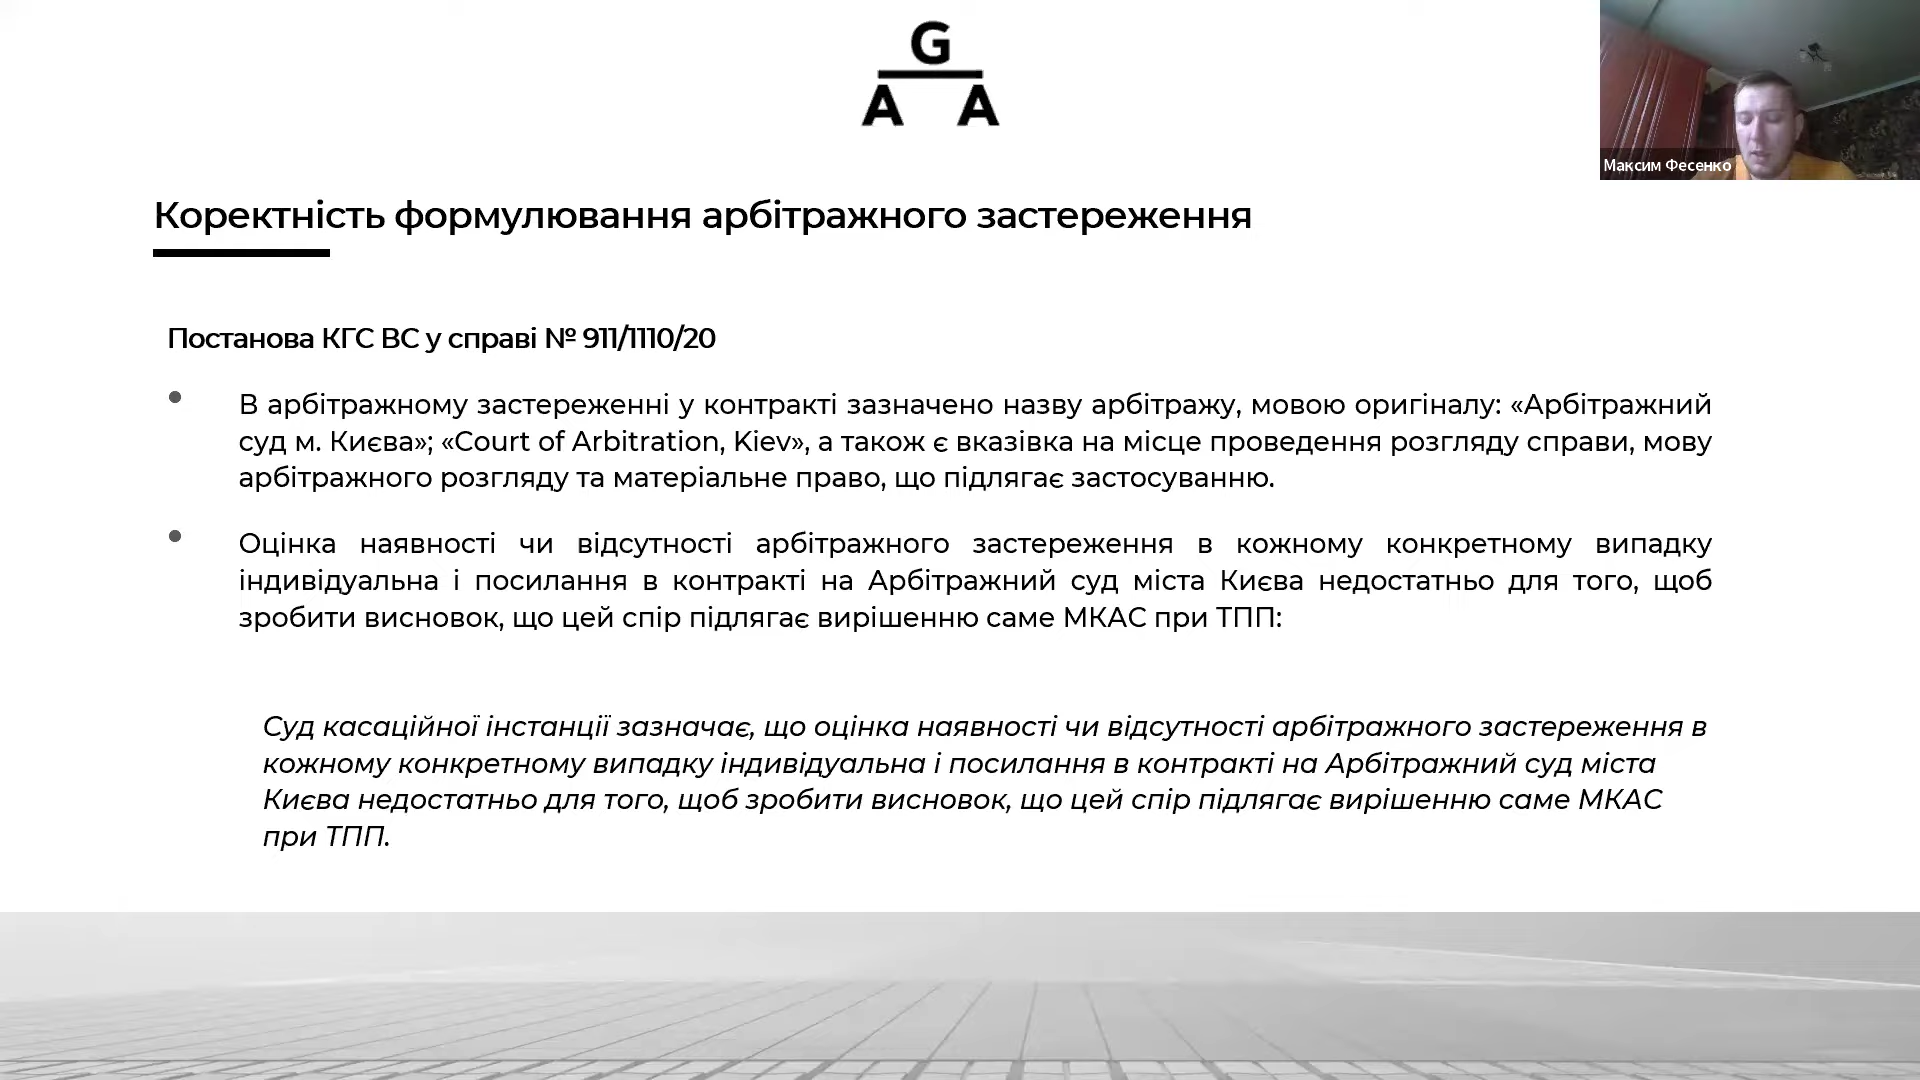 G
A A
Максим Фесенко
Коректність формулювання арбітражного застереження
Постанова КГС ВС у справі № 911/1110/20
• В арбітражному застереженні у контракті зазначено назву арбітражу, мовою оригіналу: «Арбітражний
суд м. Києва»; «Court of Arbitration, Kiev», а також є вказівка на місце проведення розгляду справи, мову
арбітражного розгляду та матеріальне право, що підлягає застосуванню.
• Оцінка наявності чи відсутності арбітражного застереження в кожному конкретному випадку
індивідуальна і посилання в контракті на Арбітражний суд міста Києва недостатньо для того, щоб
зробити висновок, що цей спір підлягає вирішенню саме МКАС при ТПП:
Суд касаційної інстанції зазначає, що оцінка наявності чи відсутності арбітражного застереження в
кожному конкретному випадку індивідуальна і посилання в контракті на Арбітражний суд міста
Києва недостатньо для того, щоб зробити висновок, що цей спір підлягає вирішенню саме МКАС
при ТПП.